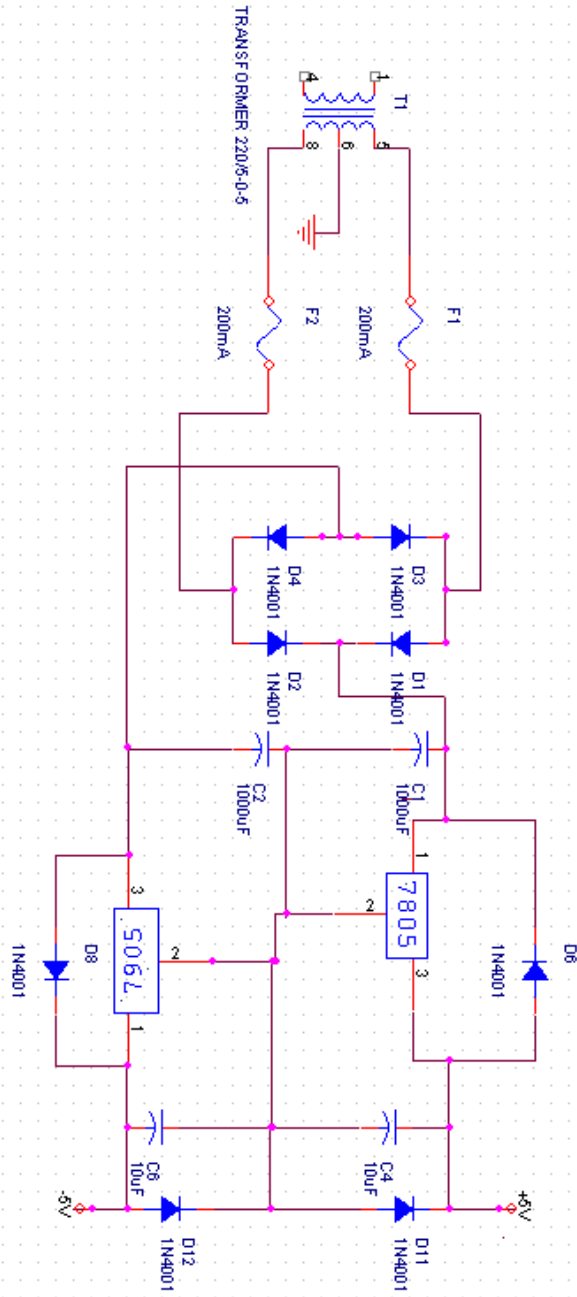 D6
1N4001
+5V
F1
200mA
T1
1
5
6
4
8
TRANSFORMER 220/5-0-5
D3
1N4001
D1
1N4001
C1
1000uF
1
7805
3
2
C4
10uF
D11
1N4001
F2
200mA
D4
1N4001
D2
1N4001
C2
1000uF
2
3
7905
1
D8
1N4001
C6
10uF
D12
1N4001
-5V